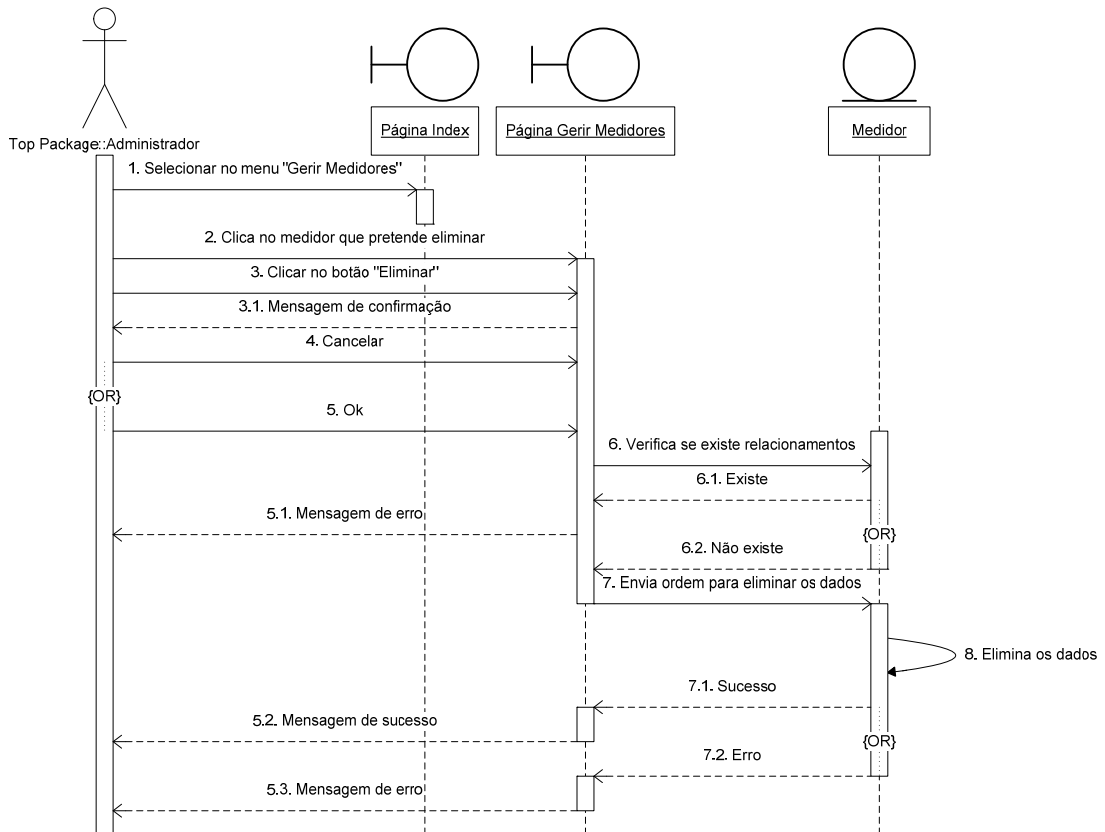 Top Package::Administrador
Página Index
Página Gerir Medidores
Medidor
1. Selecionar no menu "Gerir Medidores"
2. Clica no medidor que pretende eliminar
3. Clicar no botão "Eliminar"
3.1. Mensagem de confirmação
4. Cancelar
{OR}
5. Ok
6. Verifica se existe relacionamentos
6.1. Existe
5.1. Mensagem de erro
{OR}
6.2. Não existe
7. Envia ordem para eliminar os dados
8. Elimina os dados
7.1. Sucesso
5.2. Mensagem de sucesso
{OR}
7.2. Erro
5.3. Mensagem de erro